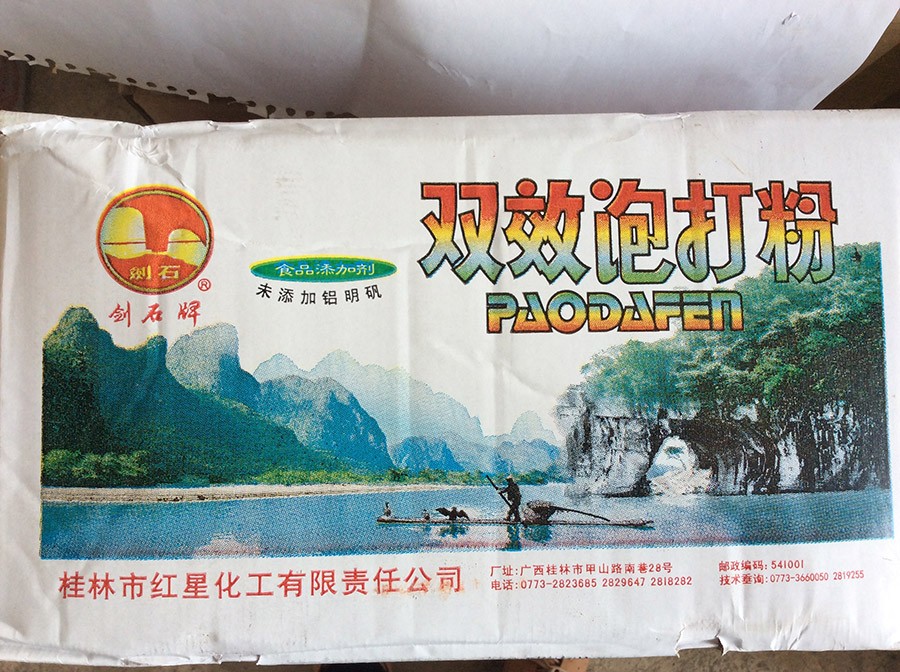 双效泡打粉
PAODAFEN
剑石
®
剑石牌
食品添加剂
未添加铝明矾
桂林市红星化工有限责任公司
厂址:广西桂林市甲山路南巷28号
电话:0773-2823685 2829647 2818282
邮政编码:541001
技术垂询:0773-3660050 2819255